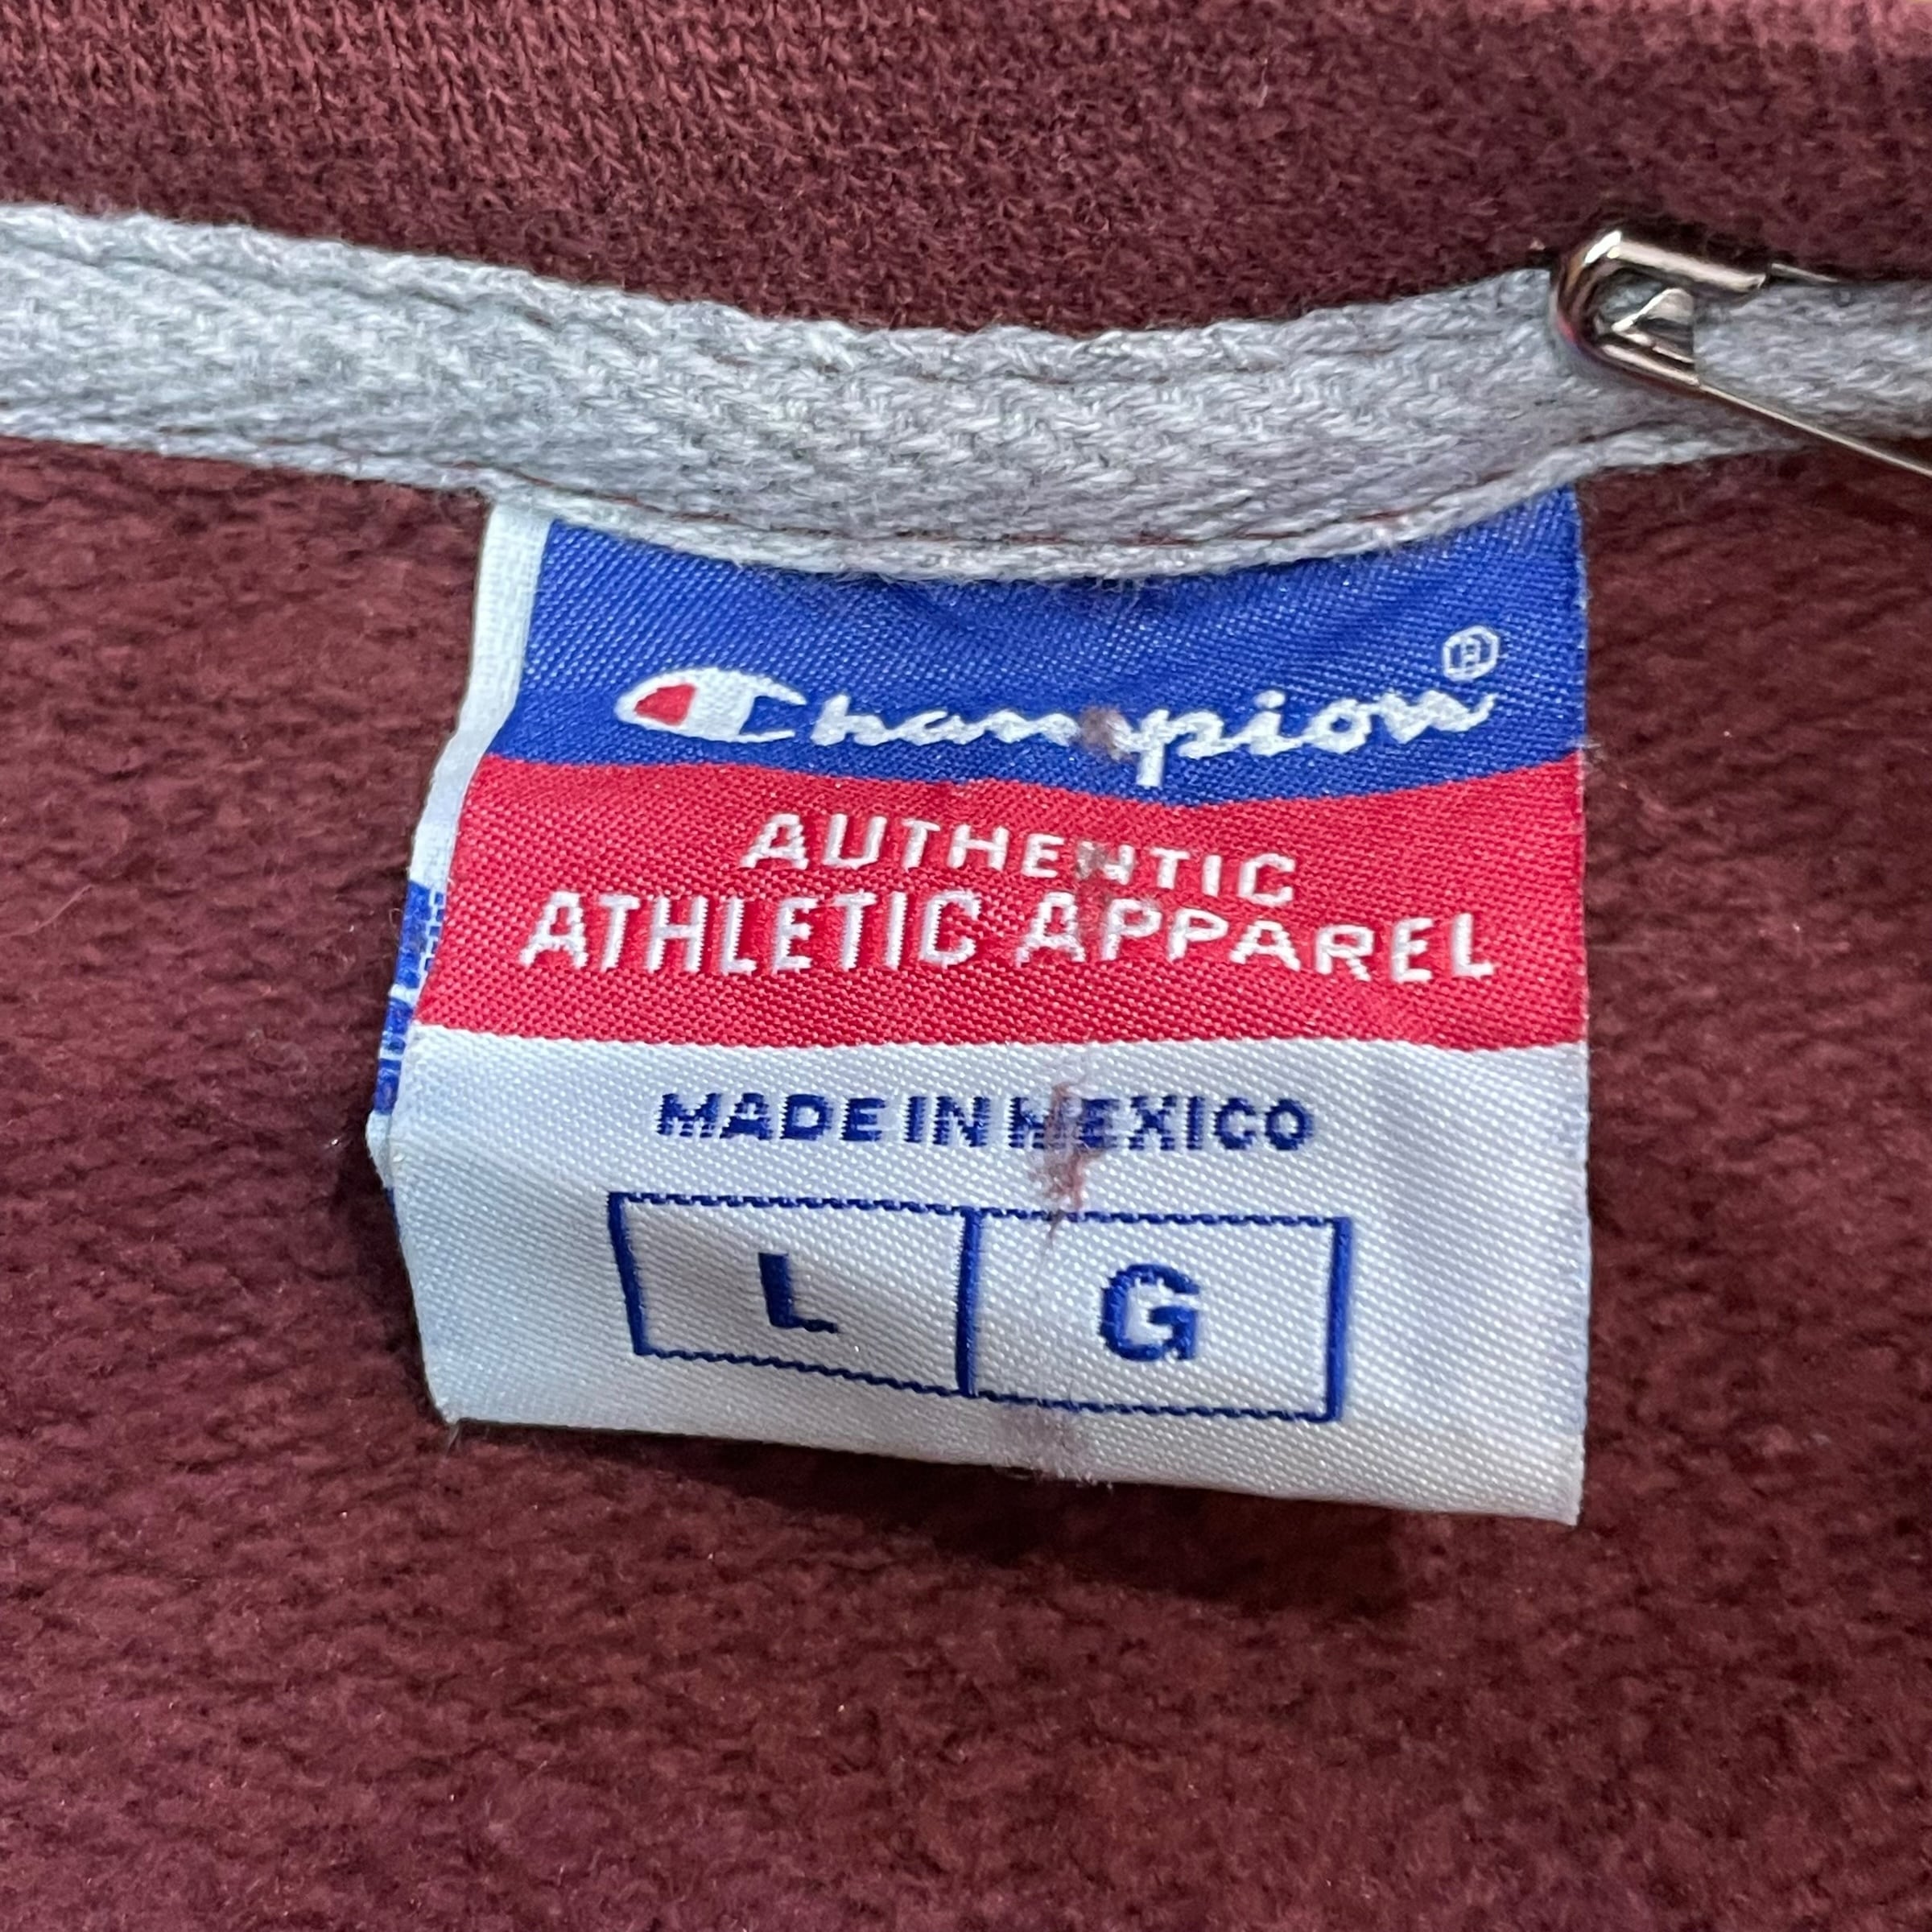 Champion®
AUTHENTIC
ATHLETIC APPAREL
MADE IN MEXICO
L G